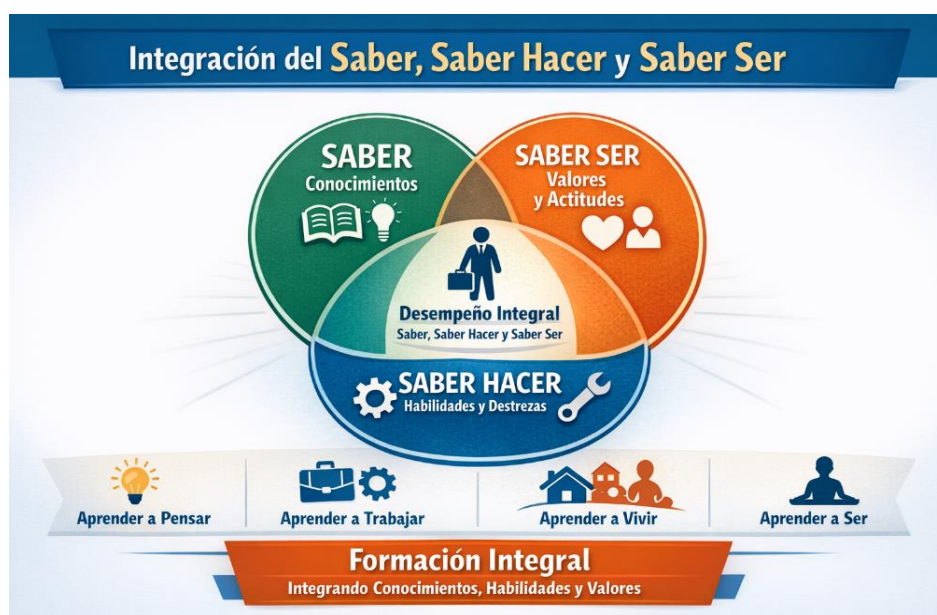 Integración del Saber, Saber Hacer y Saber Ser
SABER
Conocimientos
SABER SER
Valores
y Actitudes
Desempeño Integral
Saber, Saber Hacer y Saber Ser
SABER HACER
Habilidades y Destrezas
Aprender a Pensar
Aprender a Trabajar
Aprender a Vivir
Aprender a Ser
Formación Integral
Integrando Conocimientos, Habilidades y Valores